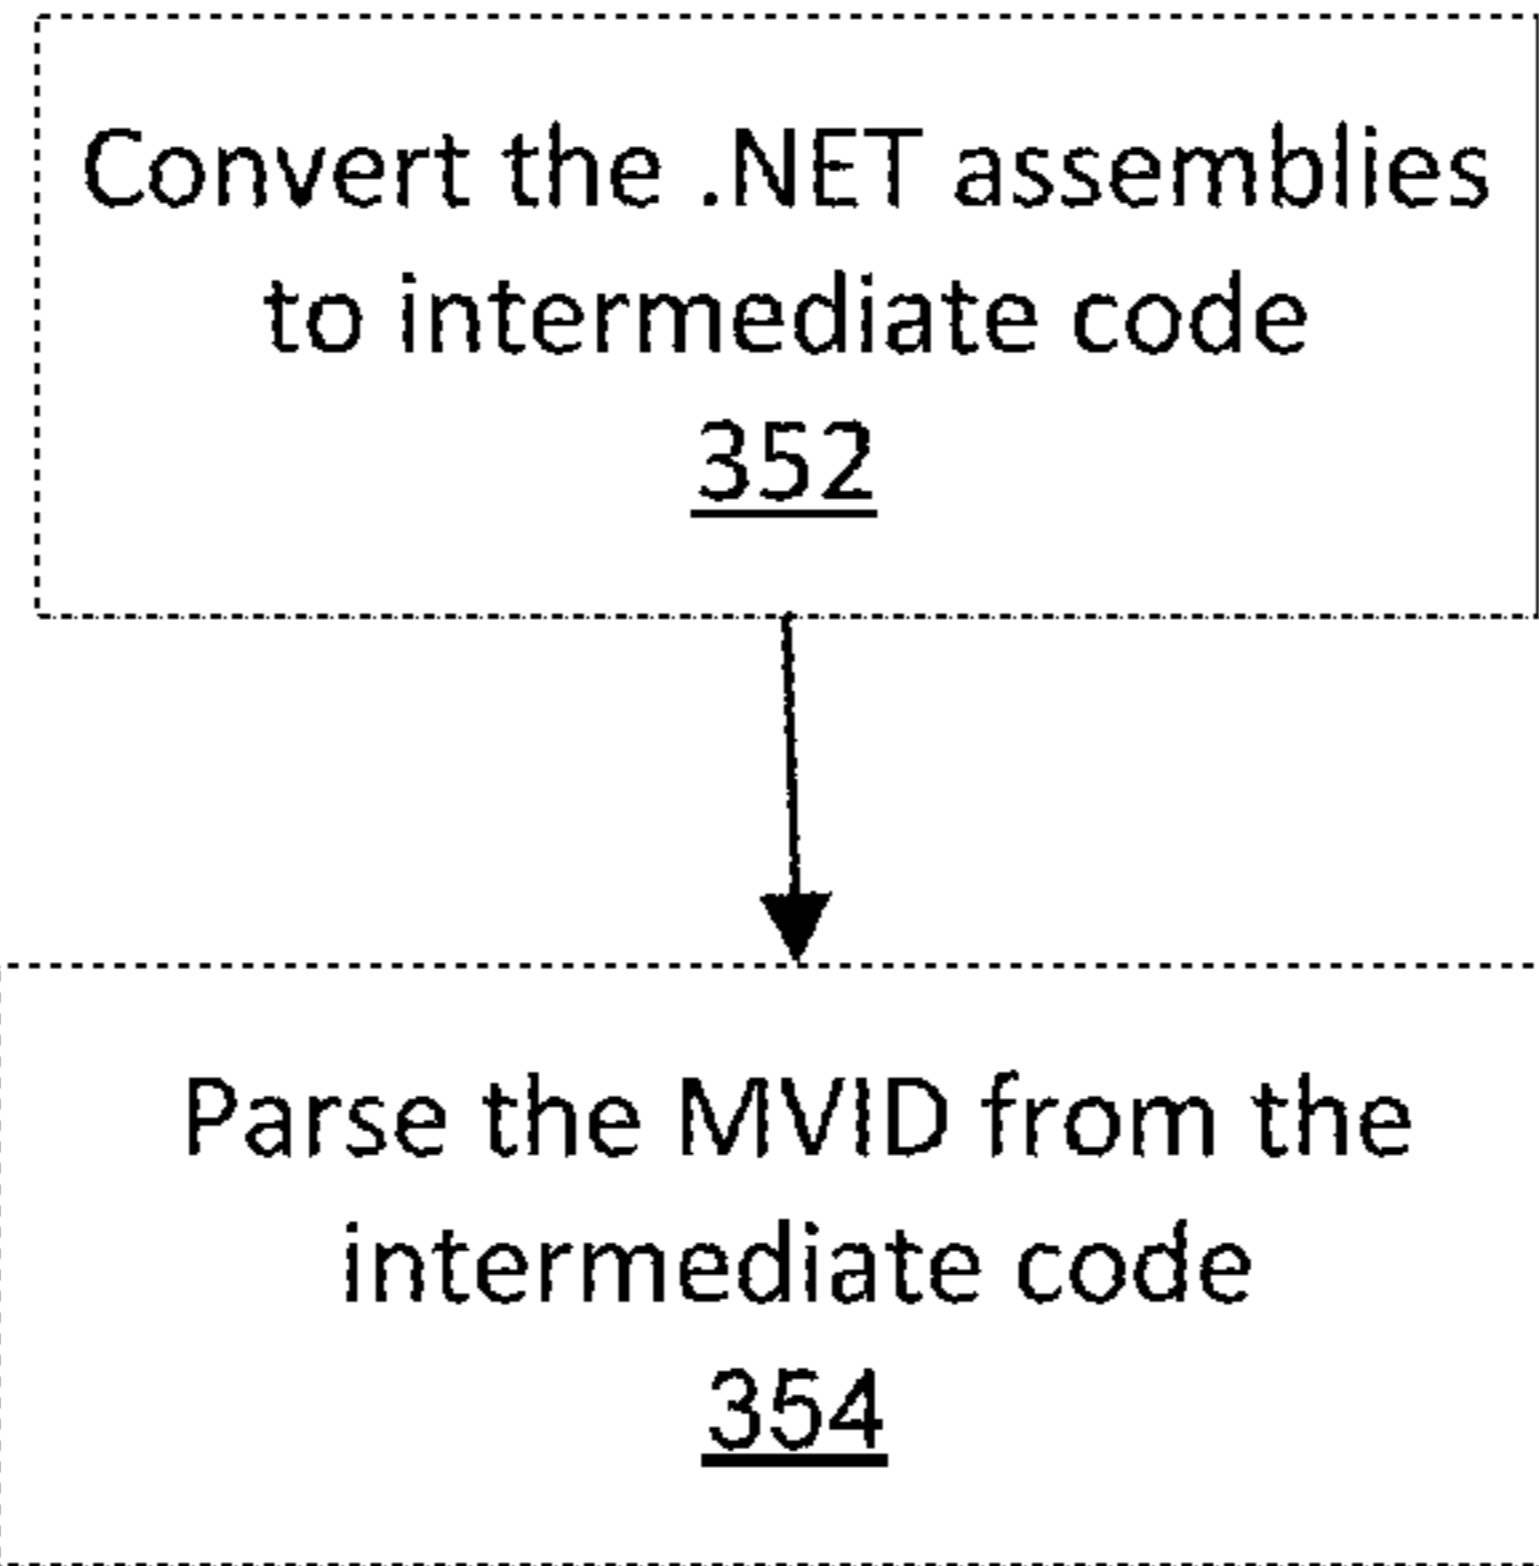 Convert the .NET assemblies
to intermediate code
352
Parse the MVID from the
intermediate code
354